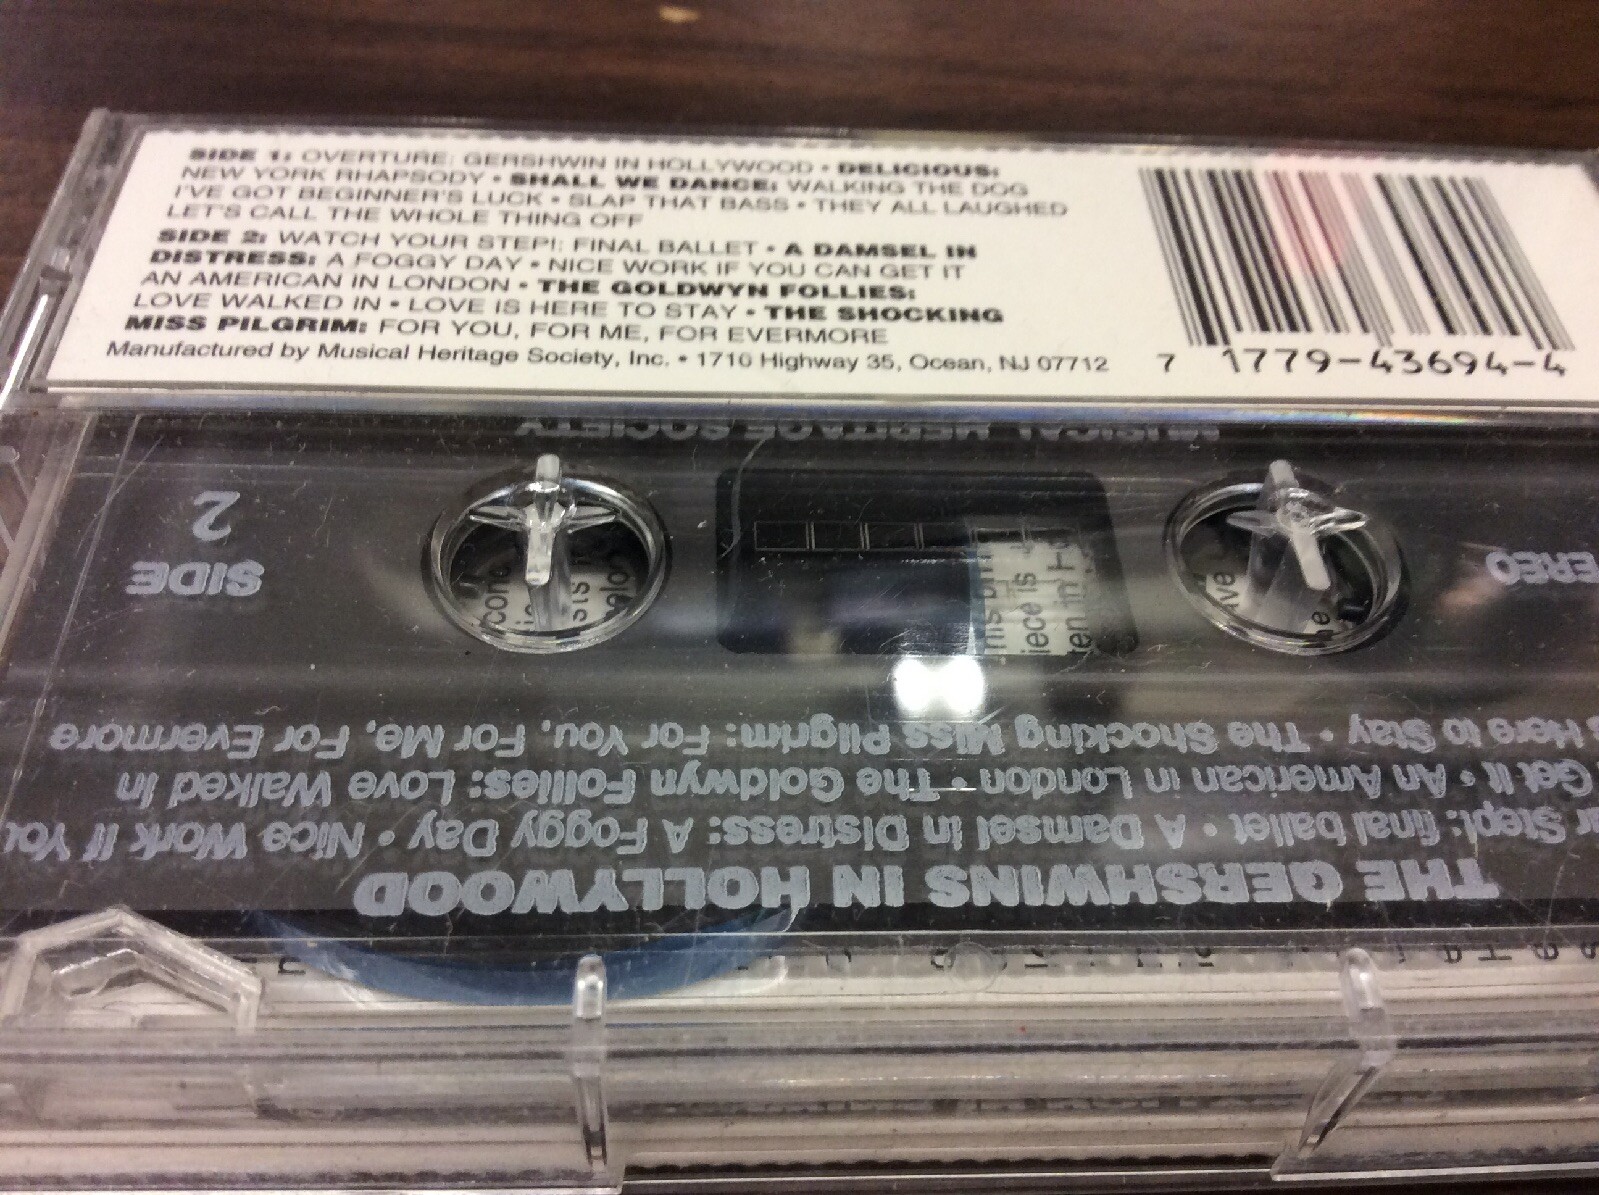 SIDE 1: OVERTURE: GERSHWIN IN HOLLYWOOD • DELICIOUS:
NEW YORK RHAPSODY • SHALL WE DANCE: WALKING THE DOG
I'VE GOT BEGINNER'S LUCK • SLAP THAT BASS • THEY ALL LAUGHED
LET'S CALL THE WHOLE THING OFF
SIDE 2: WATCH YOUR STEP!: FINAL BALLET • A DAMSEL IN
DISTRESS: A FOGGY DAY • NICE WORK IF YOU CAN GET IT
AN AMERICAN IN LONDON • THE GOLDWYN FOLLIES:
LOVE WALKED IN • LOVE IS HERE TO STAY • THE SHOCKING
MISS PILGRIM: FOR YOU, FOR ME, FOR EVERMORE
Manufactured by Musical Heritage Society, Inc. • 1710 Highway 35, Ocean, NJ 07712
7 1779-43694-4
THE GERSHWINS IN HOLLYWOOD
Step!: final ballet • A Damsel in Distress: A Foggy Day • Nice Work If You
Get It • An American in London • The Goldwyn Follies: Love Walked In
Here to Stay • The Shocking Miss Pilgrim: For You, For Me, For Evermore
SIDE
2
MUSICAL HERITAGE SOCIETY